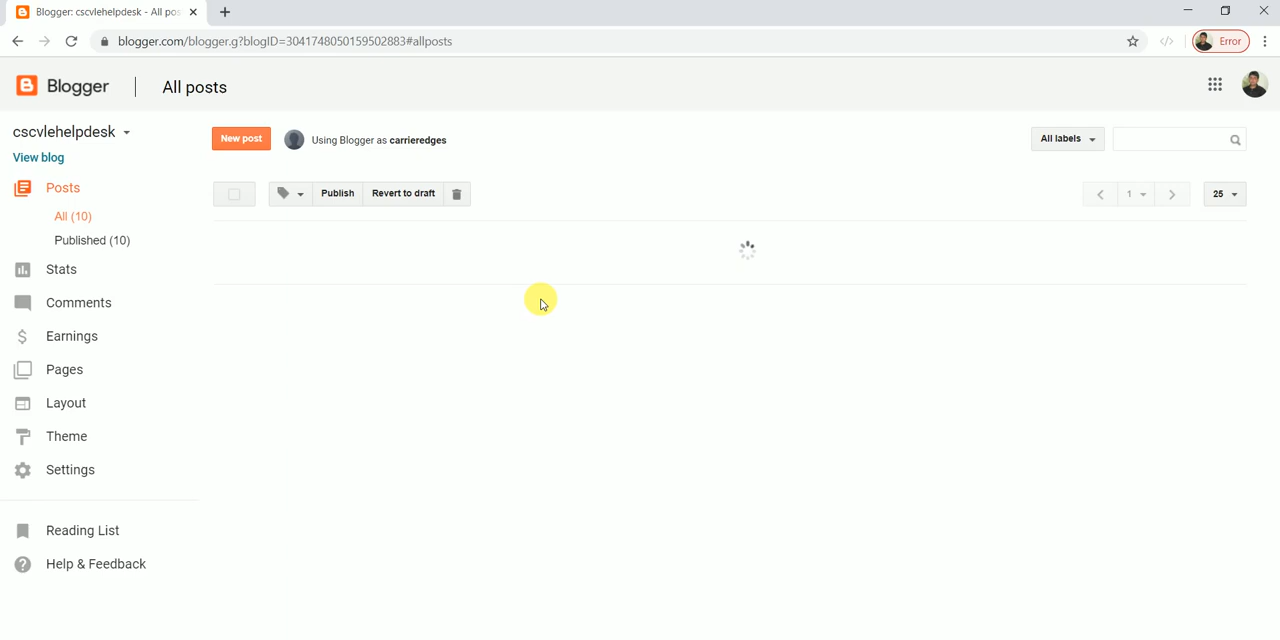 Blogger: cscvlehelpdesk - All pos
blogger.com/blogger.g?blogID=3041748050159502883#allposts
Error
Blogger
All posts
cscvlehelpdesk
New post
Using Blogger as carrieredges
All labels
View blog
Posts
Publish
Revert to draft
1
25
All (10)
Published (10)
Stats
Comments
Earnings
Pages
Layout
Theme
Settings
Reading List
Help & Feedback